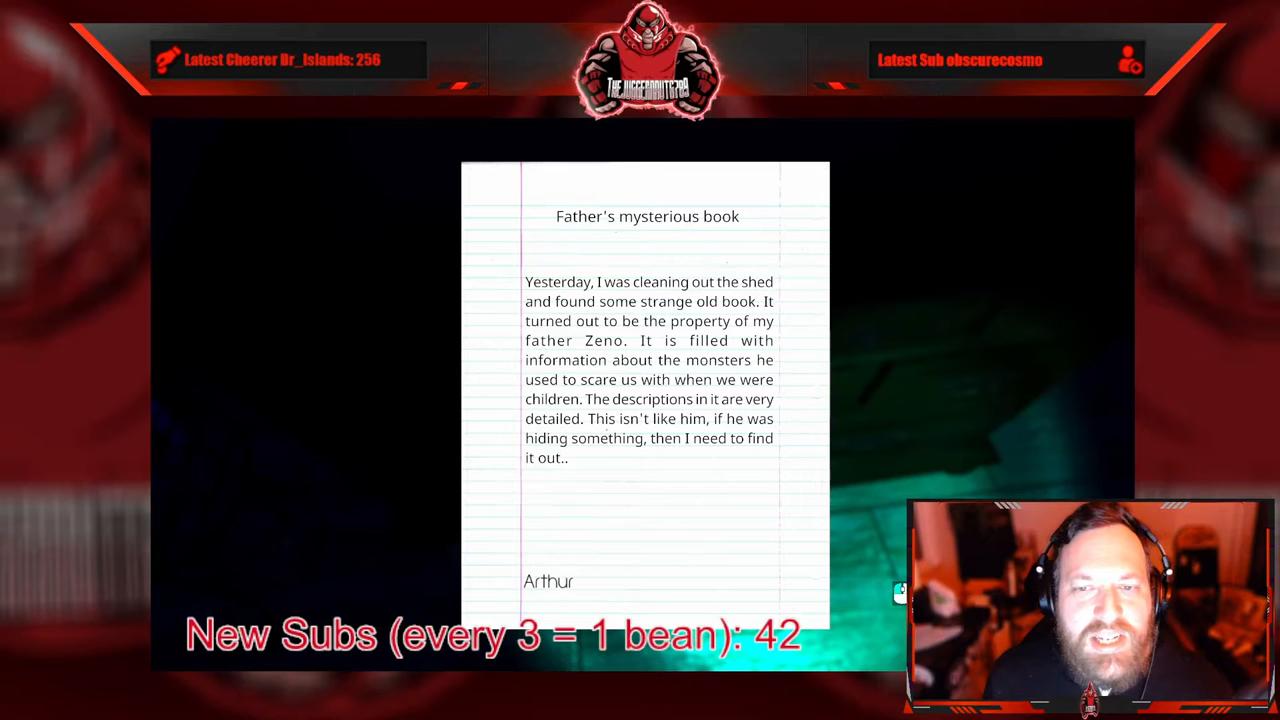 Latest Cheerer Dr_Islands: 256
THEJUGGERNAUT6789
Latest Sub obscurecosmo
Father's mysterious book
Yesterday, I was cleaning out the shed
and found some strange old book. It
turned out to be the property of my
father Zeno. It is filled with
information about the monsters he
used to scare us with when we were
children. The descriptions in it are very
detailed. This isn't like him, if he was
hiding something, then I need to find
it out..
Arthur
New Subs (every 3 = 1 bean): 42